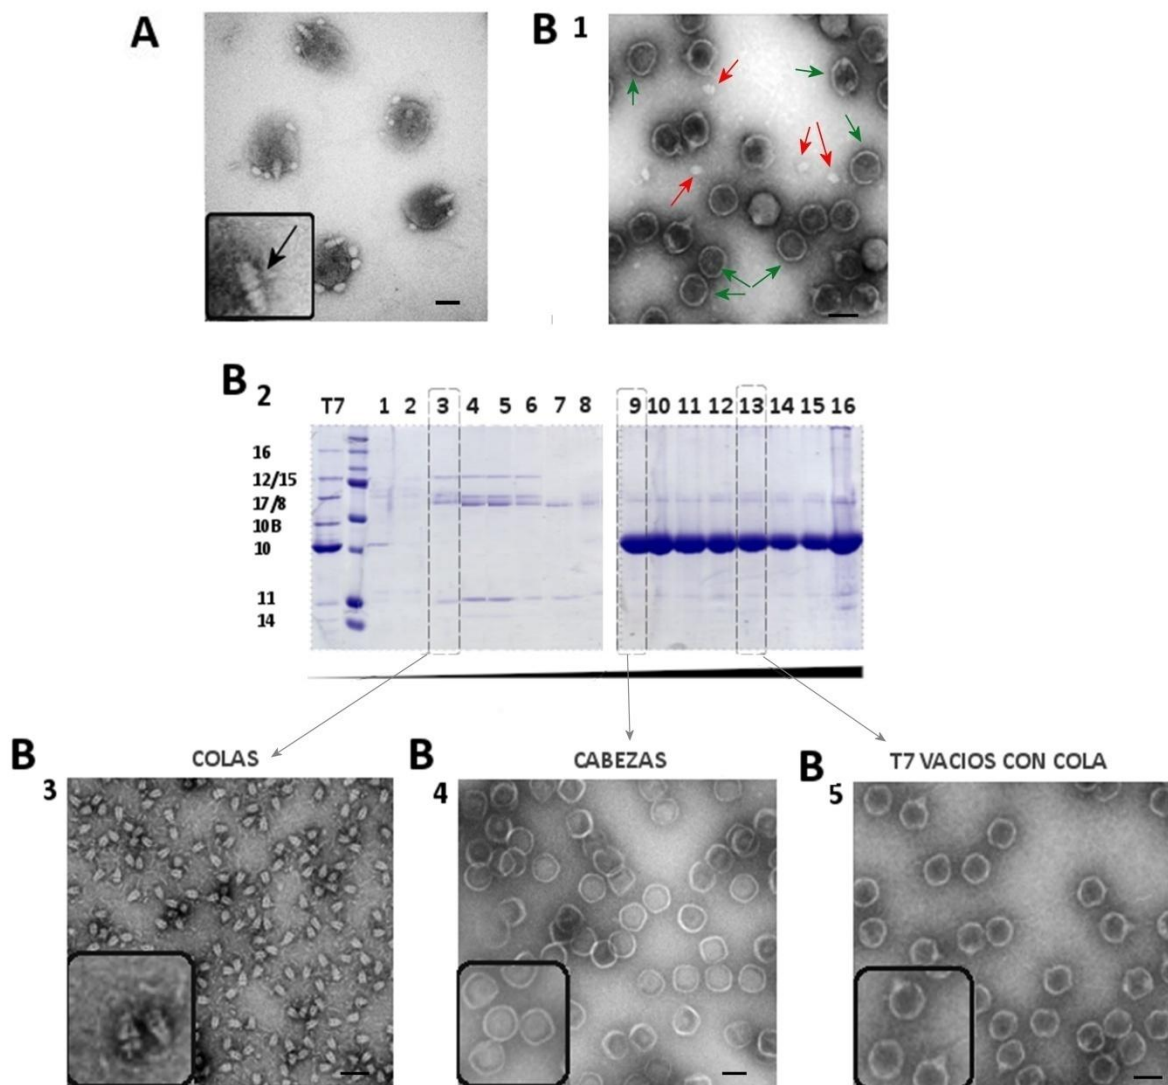 A
B 1
B 2
T7 1 2 3 4 5 6 7 8 9 10 11 12 13 14 15 16
16
12/15
17/8
10B
10
11
14
B 3 COLAS
B 4 CABEZAS
B 5 T7 VACIOS CON COLA